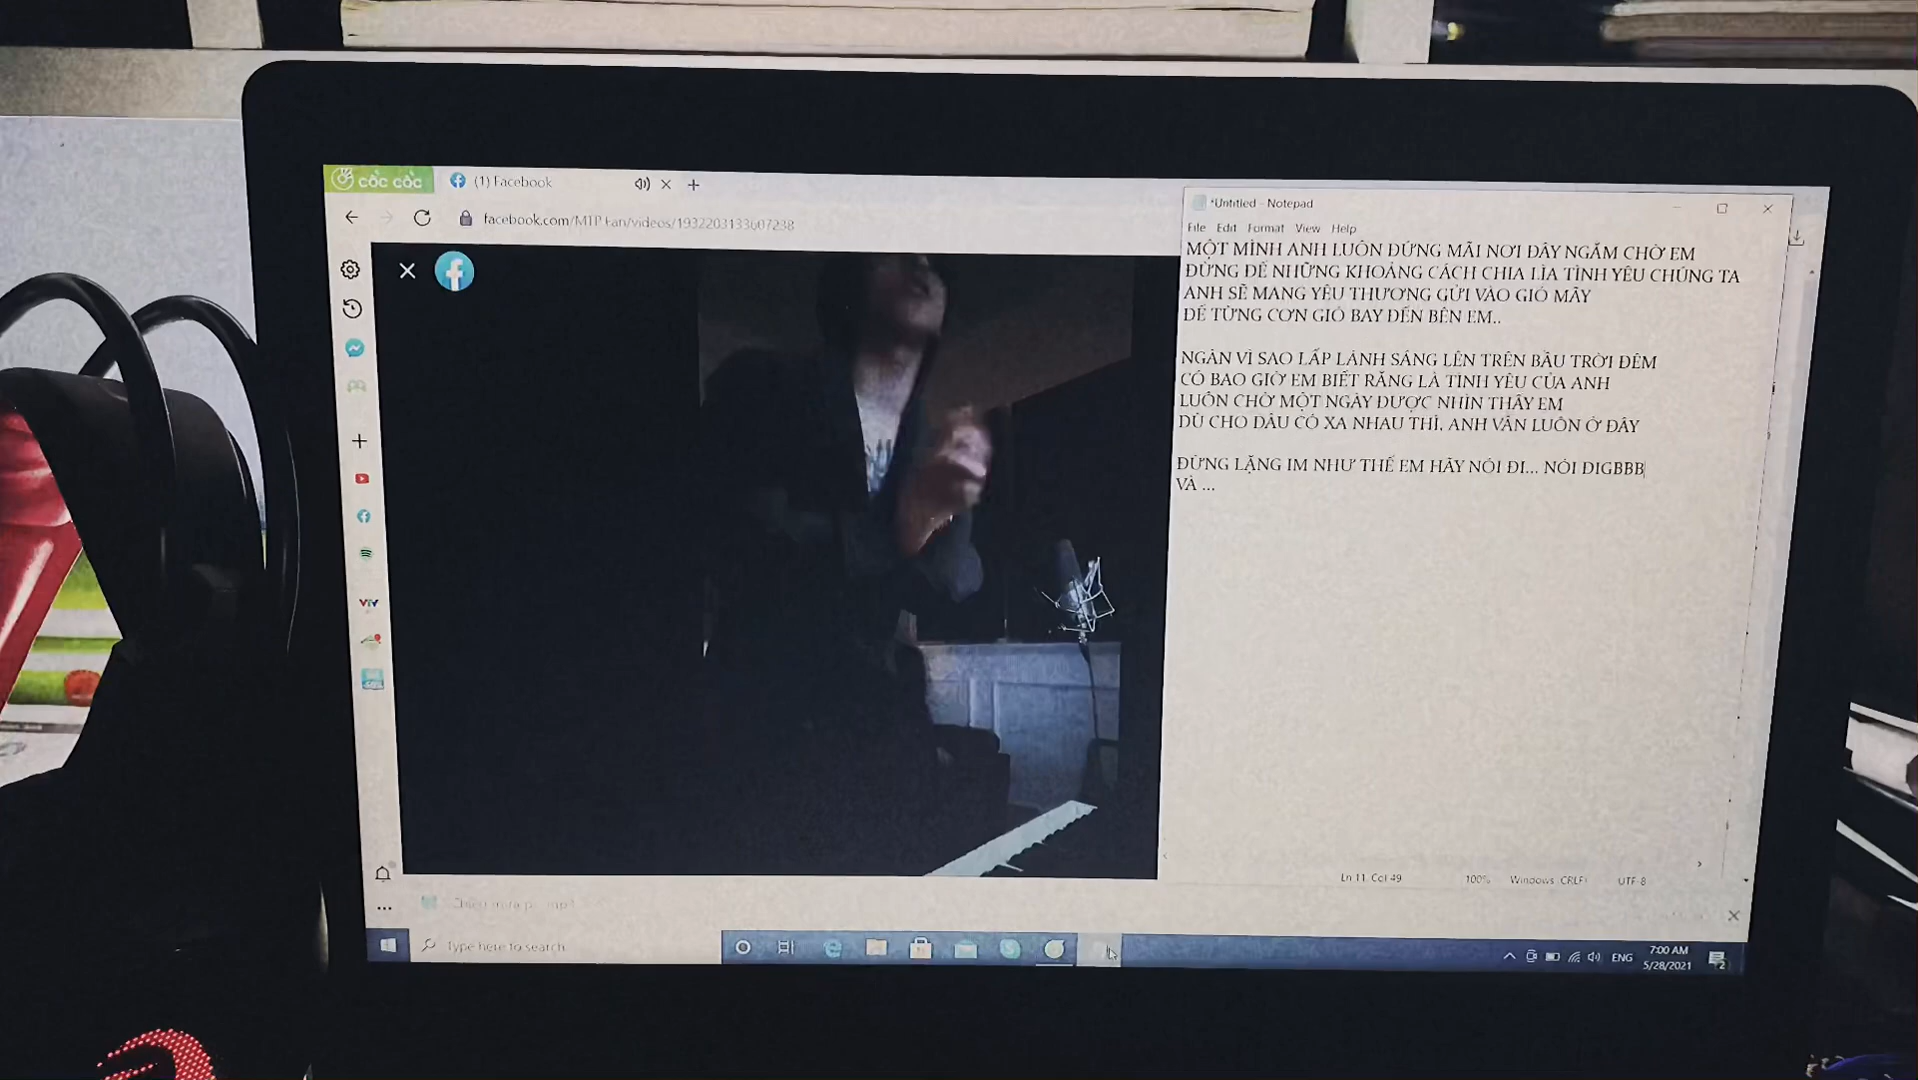 cốc cốc
(1) Facebook
facebook.com/MTP.Fan/videos/1932203133607238
*Untitled - Notepad
File Edit Format View Help
MỘT MÌNH ANH LUÔN ĐỨNG MÃI NƠI ĐÂY NGẮM CHỜ EM
ĐỪNG ĐỂ NHỮNG KHOẢNG CÁCH CHIA LÌA TÌNH YÊU CHÚNG TA
ANH SẼ MANG YÊU THƯƠNG GỬI VÀO GIÓ MÂY
ĐỂ TỪNG CƠN GIÓ BAY ĐẾN BÊN EM..
NGÀN VÌ SAO LẤP LÁNH SÁNG LÊN TRÊN BẦU TRỜI ĐÊM
CÓ BAO GIỜ EM BIẾT RẰNG LÀ TÌNH YÊU CỦA ANH
LUÔN CHỜ MỘT NGÀY ĐƯỢC NHÌN THẤY EM
DÙ CHO DẪU CÓ XA NHAU THÌ. ANH VẪN LUÔN Ở ĐÂY
ĐỪNG LẶNG IM NHƯ THẾ EM HÃY NÓI ĐI... NÓI DIGBBB
VÀ ...
Ln 11, Col 49
100%
Windows (CRLF)
UTF-8
Type here to search
ENG
7:00 AM
5/28/2021
2
VTV